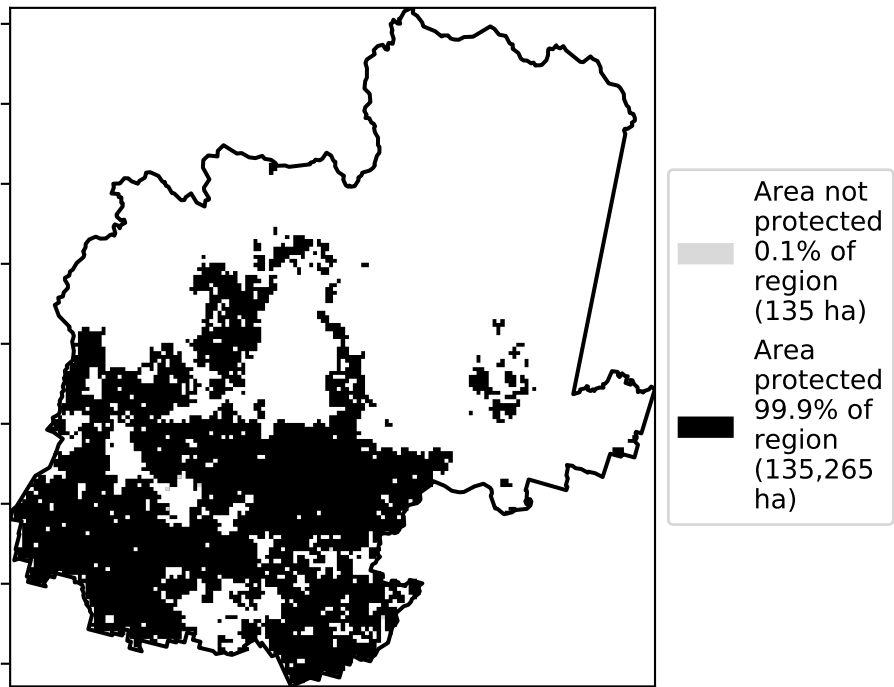 Area not
protected
0.1% of
region
(135 ha)
Area
protected
99.9% of
region
(135,265
ha)